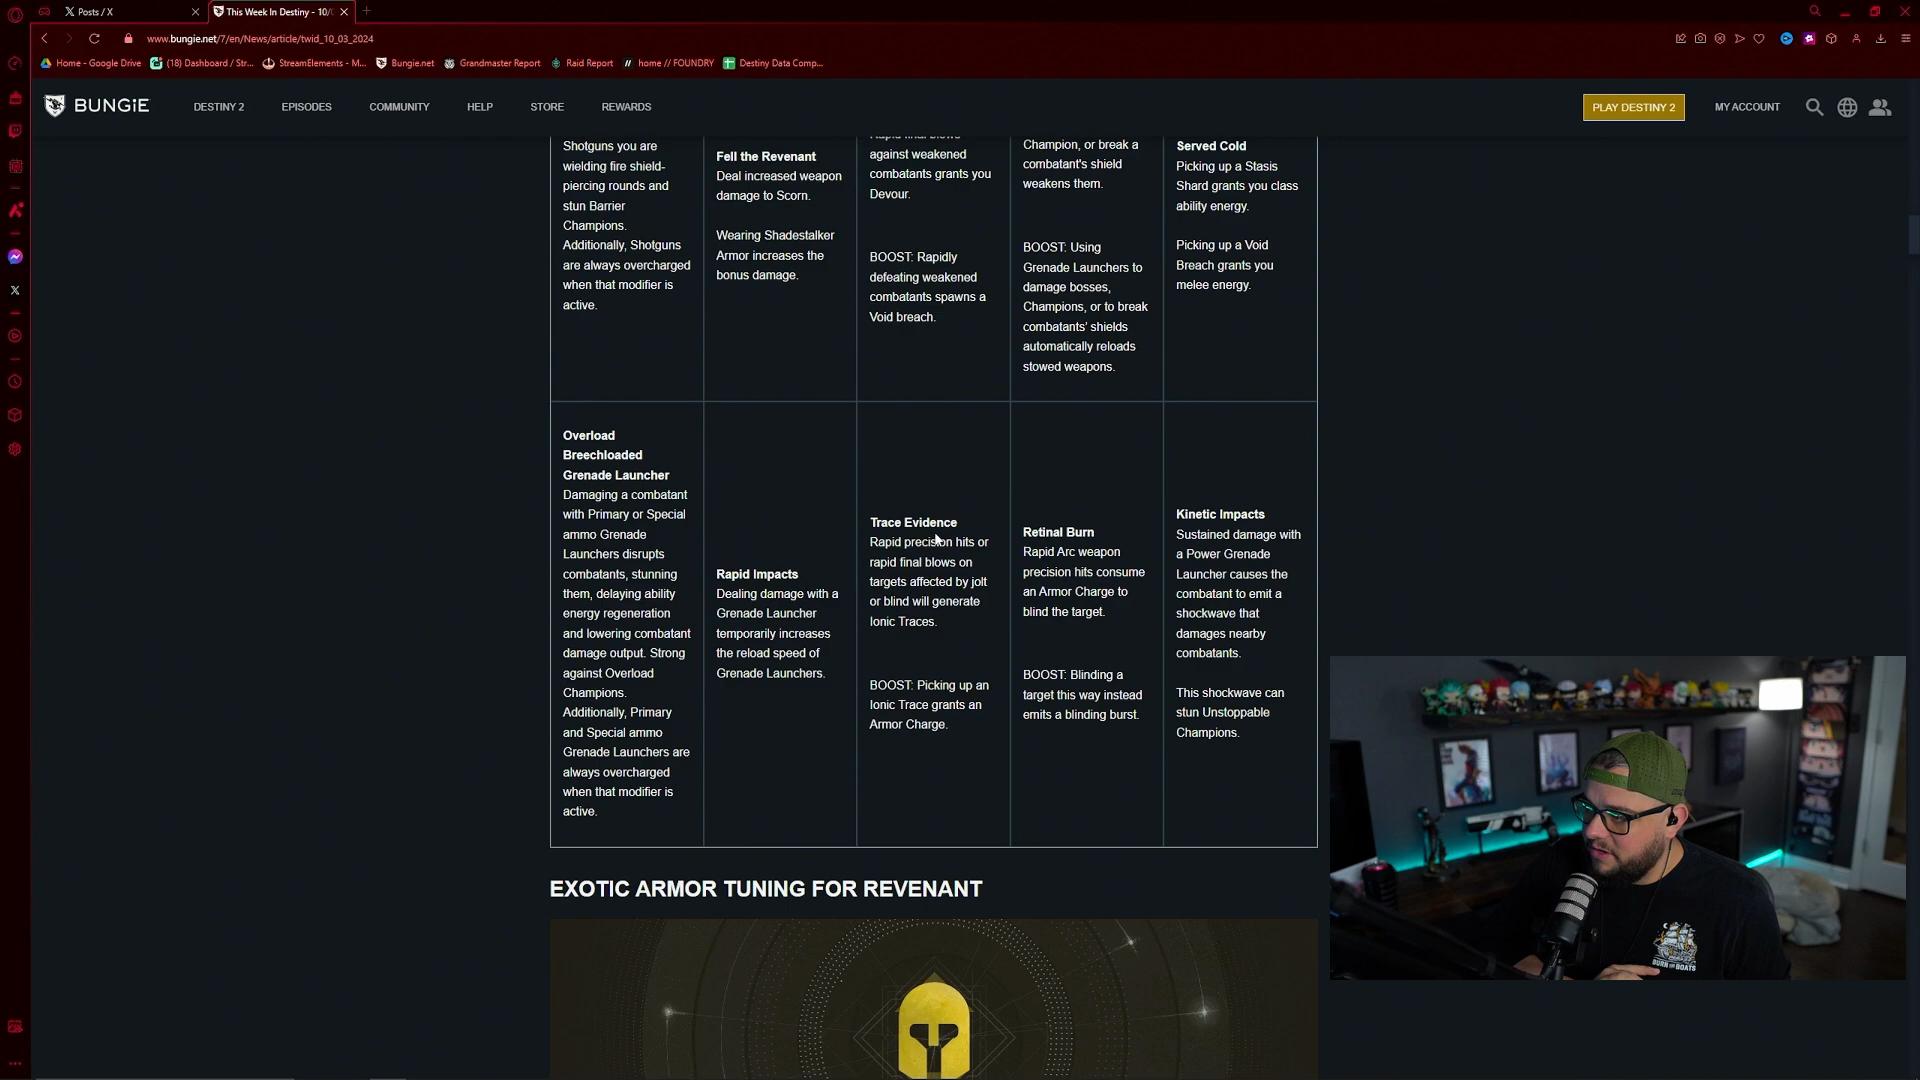 Posts / X
This Week In Destiny - 10/
www.bungie.net/7/en/News/article/twid_10_03_2024
Home - Google Drive
(18) Dashboard / Str...
StreamElements - M...
Bungie.net
Grandmaster Report
Raid Report
home // FOUNDRY
Destiny Data Comp...
BUNGiE
DESTINY 2
EPISODES
COMMUNITY
HELP
STORE
REWARDS
PLAY DESTINY 2
MY ACCOUNT
Shotguns you are
wielding fire shield-
piercing rounds and
stun Barrier
Champions.
Additionally, Shotguns
are always overcharged
when that modifier is
active.
Fell the Revenant
Deal increased weapon
damage to Scorn.
Wearing Shadestalker
Armor increases the
bonus damage.
Rapid final blows
against weakened
combatants grants you
Devour.
BOOST: Rapidly
defeating weakened
combatants spawns a
Void breach.
Champion, or break a
combatant's shield
weakens them.
BOOST: Using
Grenade Launchers to
damage bosses,
Champions, or to break
combatants' shields
automatically reloads
stowed weapons.
Served Cold
Picking up a Stasis
Shard grants you class
ability energy.
Picking up a Void
Breach grants you
melee energy.
Overload
Breechloaded
Grenade Launcher
Damaging a combatant
with Primary or Special
ammo Grenade
Launchers disrupts
combatants, stunning
them, delaying ability
energy regeneration
and lowering combatant
damage output. Strong
against Overload
Champions.
Additionally, Primary
and Special ammo
Grenade Launchers are
always overcharged
when that modifier is
active.
Rapid Impacts
Dealing damage with a
Grenade Launcher
temporarily increases
the reload speed of
Grenade Launchers.
Trace Evidence
Rapid precision hits or
rapid final blows on
targets affected by jolt
or blind will generate
Ionic Traces.
BOOST: Picking up an
Ionic Trace grants an
Armor Charge.
Retinal Burn
Rapid Arc weapon
precision hits consume
an Armor Charge to
blind the target.
BOOST: Blinding a
target this way instead
emits a blinding burst.
Kinetic Impacts
Sustained damage with
a Power Grenade
Launcher causes the
combatant to emit a
shockwave that
damages nearby
combatants.
This shockwave can
stun Unstoppable
Champions.
EXOTIC ARMOR TUNING FOR REVENANT
BURN THE BOATS